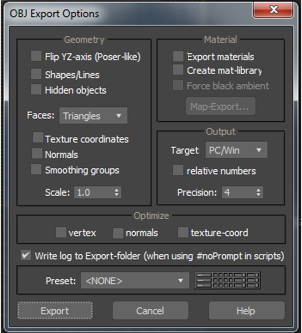 OBJ Export Options
Geometry
Flip YZ-axis (Poser-like)
Shapes/Lines
Hidden objects
Faces: Triangles
Texture coordinates
Normals
Smoothing groups
Scale: 1.0
Material
Export materials
Create mat-library
Force black ambient
Map-Export...
Output
Target PC/Win
relative numbers
Precision: 4
Optimize
vertex normals texture-coord
Write log to Export-folder (when using #noPrompt in scripts)
Preset: <NONE>
Export Cancel Help